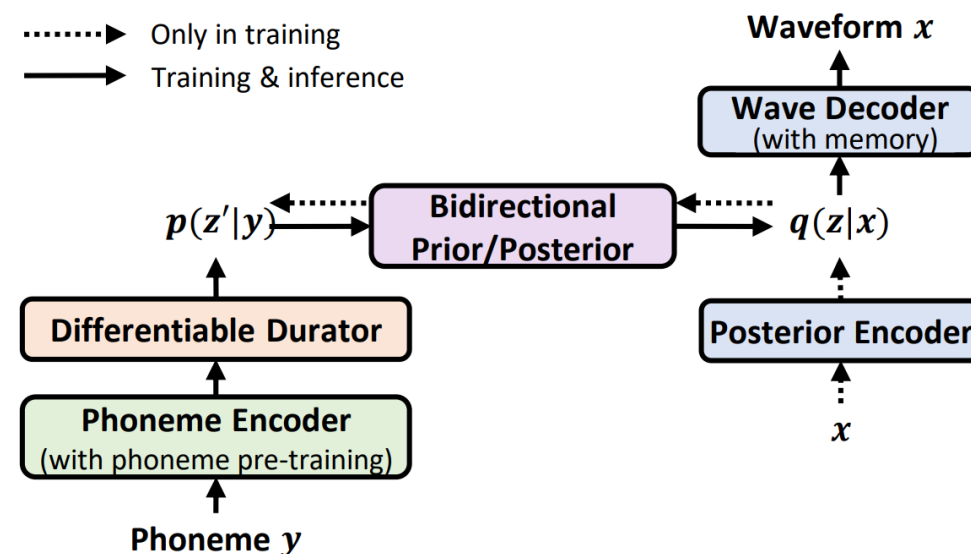 Only in training
Training & inference
Waveform x
Wave Decoder
(with memory)
Bidirectional
Prior/Posterior
p(z′|y)
q(z|x)
Differentiable Durator
Posterior Encoder
Phoneme Encoder
(with phoneme pre-training)
x
Phoneme y